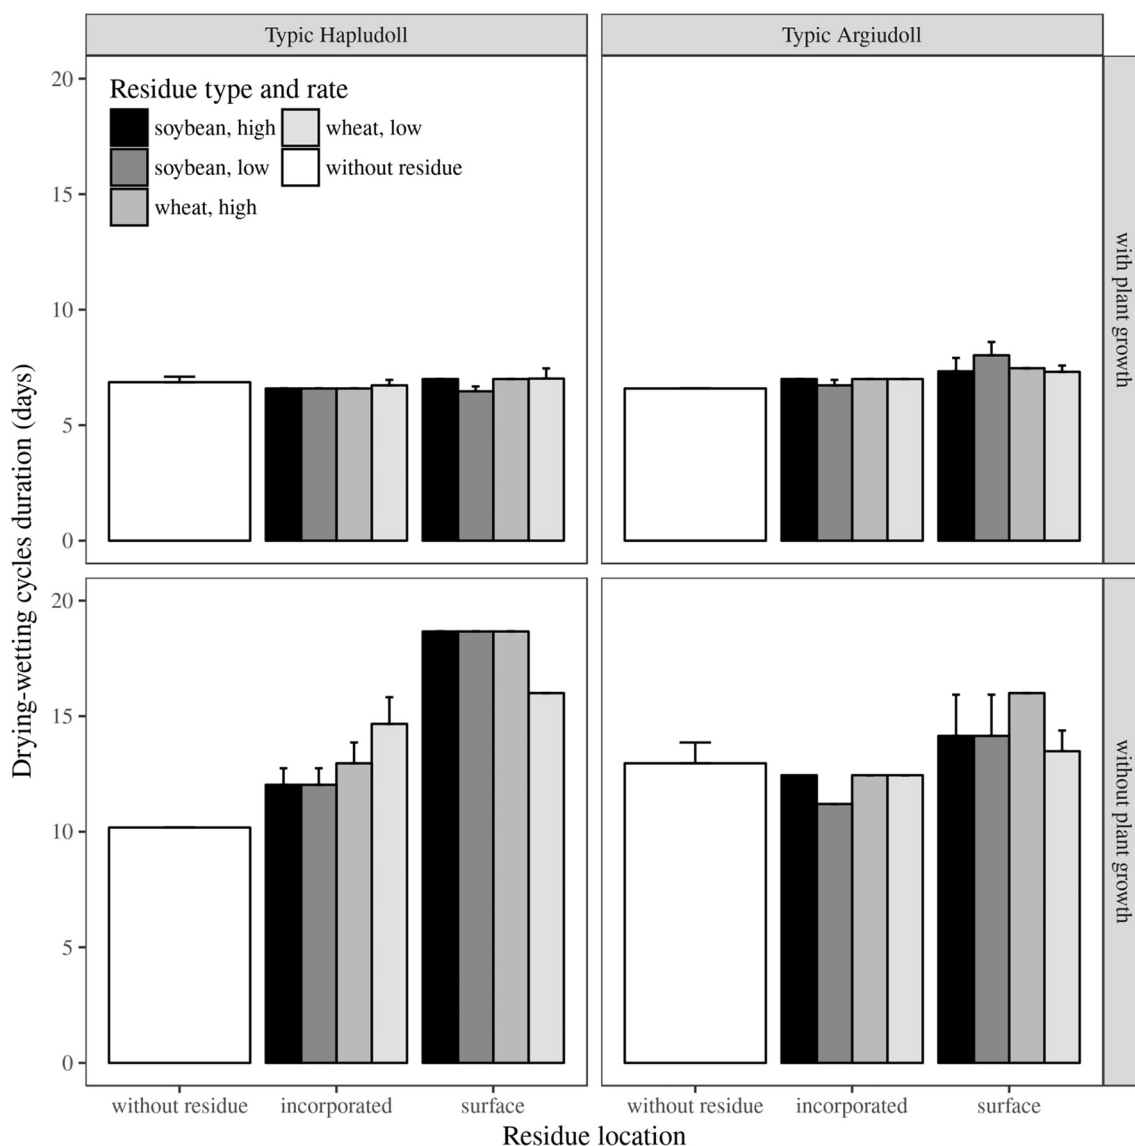 Typic Hapludoll
Typic Argiudoll
Residue type and rate
soybean, high
wheat, low
soybean, low
without residue
wheat, high
20
15
10
5
0
with plant growth
Drying-wetting cycles duration (days)
20
15
10
5
0
without plant growth
without residue
incorporated
surface
without residue
incorporated
surface
Residue location